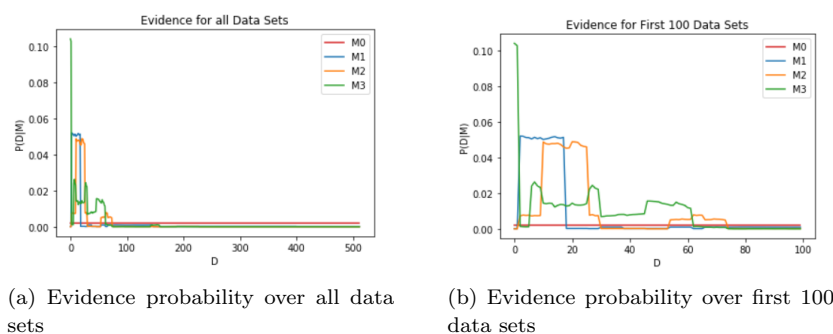 Evidence for all Data Sets
0.10
0.08
0.06
0.04
0.02
0.00
P(D|M)
0 100 200 300 400 500
D
M0
M1
M2
M3
Evidence for First 100 Data Sets
0.10
0.08
0.06
0.04
0.02
0.00
P(D|M)
0 20 40 60 80 100
D
M0
M1
M2
M3
(a) Evidence probability over all data
sets
(b) Evidence probability over first 100
data sets